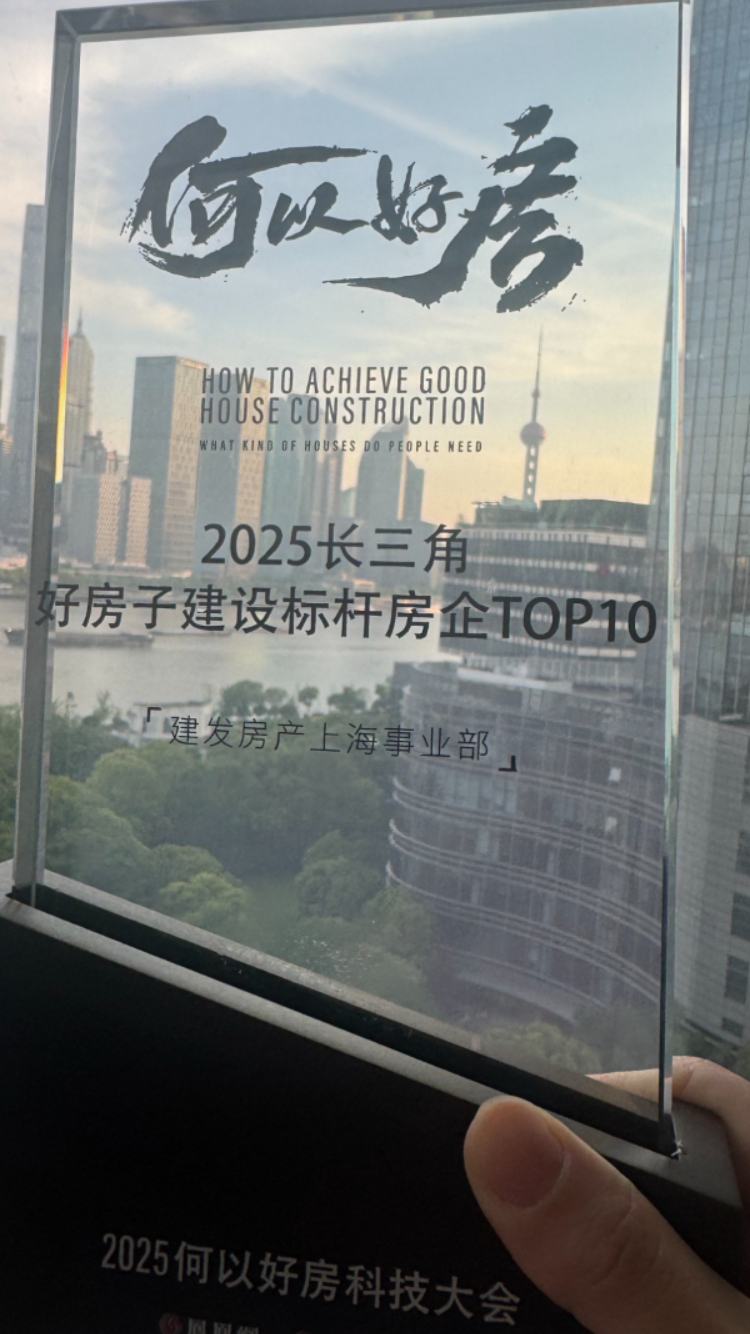 何以好房
HOW TO ACHIEVE GOOD
HOUSE CONSTRUCTION
WHAT KIND OF HOUSES DO PEOPLE NEED
2025长三角
好房子建设标杆房企TOP10
「建发房产上海事业部」
2025何以好房科技大会